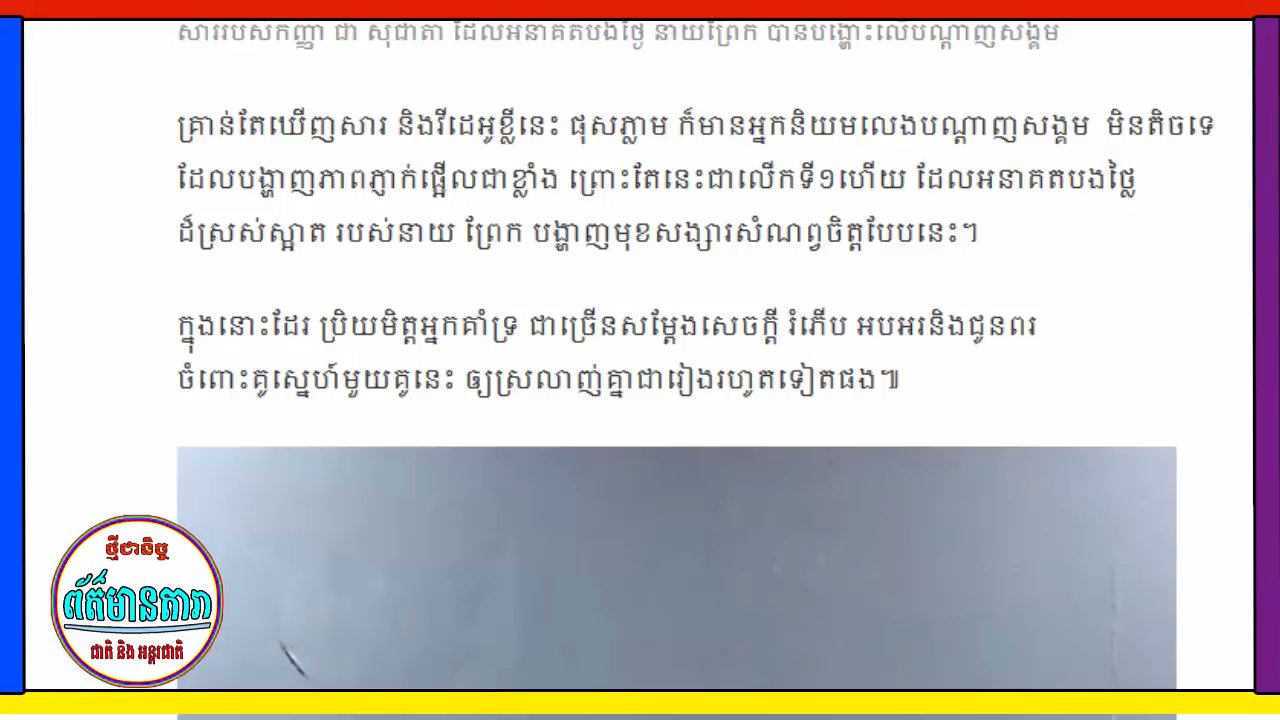 សាររបស់កញ្ញា ជា សុជាតា ដែលអនាគតបងថ្ងៃ នាយព្រែក បានបង្ហោះលើបណ្តាញសង្គម
គ្រាន់តែឃើញសារ និងវីដេអូខ្លីនេះ ផុសភ្លាម ក៏មានអ្នកនិយមលេងបណ្តាញសង្គម មិនតិចទេ
ដែលបង្ហាញភាពភ្ញាក់ផ្អើលជាខ្លាំង ព្រោះតែនេះជាលើកទី១ហើយ ដែលអនាគតបងថ្លៃ
ដ៏ស្រស់ស្អាត របស់នាយ ព្រែក បង្ហាញមុខសង្សារសំណព្វចិត្តបែបនេះ។
ក្នុងនោះដែរ ប្រិយមិត្តអ្នកគាំទ្រ ជាច្រើនសម្តែងសេចក្តី រំភើប អបអរនិងជូនពរ
ចំពោះគូស្នេហ៍មួយគូនេះ ឲ្យស្រលាញ់គ្នាជារៀងរហូតទៀតផង៕
ថ្មីជានិច្ច
ព័ត៌មានតារា
ជាតិ និង អន្តរជាតិ